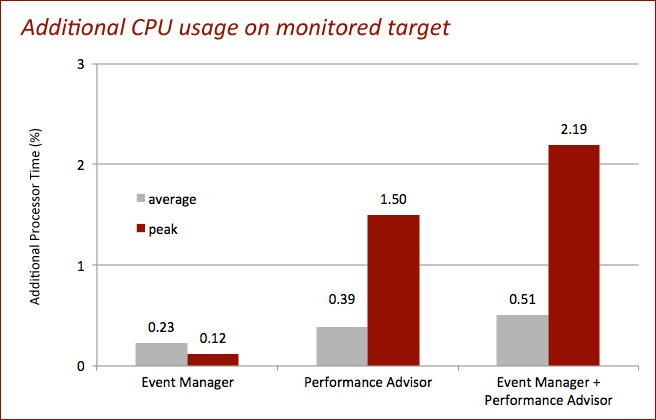 Additional CPU usage on monitored target
3
2
1
0
Additional Processor Time (%)
average
peak
0.23
0.12
0.39
1.50
0.51
2.19
Event Manager
Performance Advisor
Event Manager +
Performance Advisor